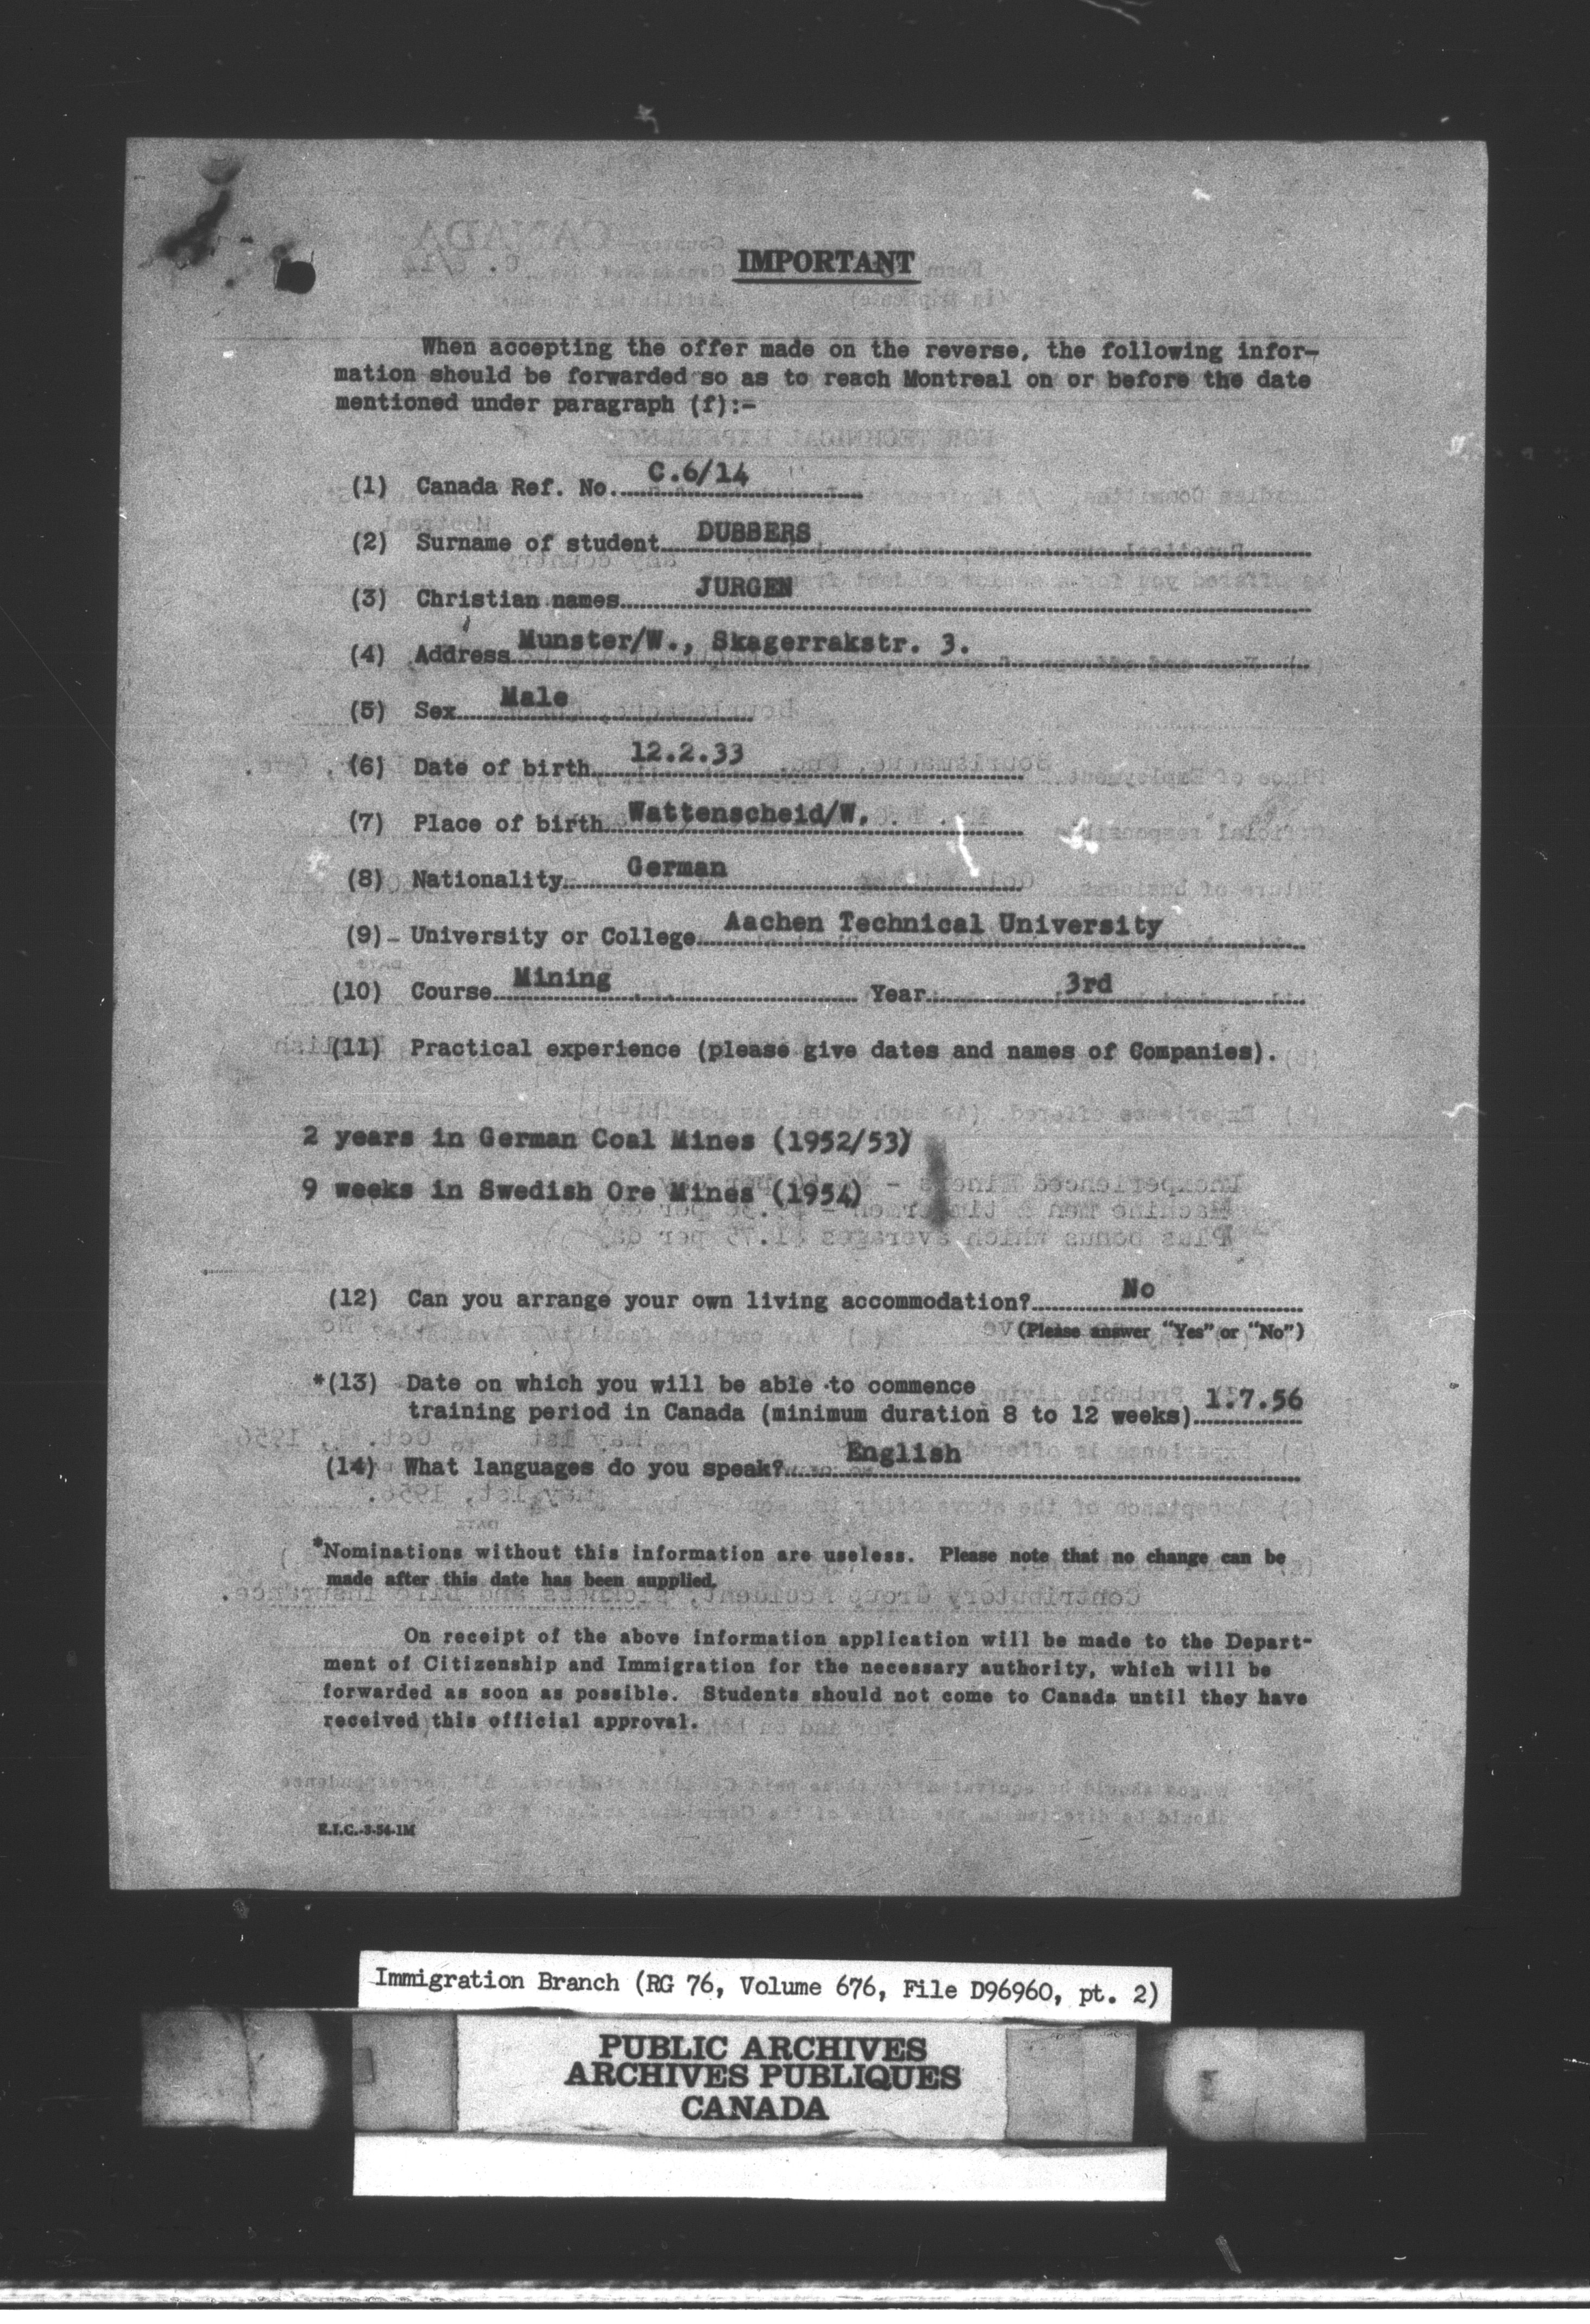 IMPORTANT
When accepting the offer made on the reverse, the following infor-
mation should be forwarded so as to reach Montreal on or before the date
mentioned under paragraph (f):-
(1) Canada Ref. No. C.6/14
(2) Surname of student DUBBERS
(3) Christian names JURGEN
(4) Address Munster/W., Skagerrakstr. 3.
(5) Sex Male
(6) Date of birth 12.2.33
(7) Place of birth Wattenscheid/W.
(8) Nationality German
(9) University or College Aachen Technical University
(10) Course Mining Year 3rd
(11) Practical experience (please give dates and names of Companies).
2 years in German Coal Mines (1952/53)
9 weeks in Swedish Ore Mines (1954)
(12) Can you arrange your own living accommodation? No
(Please answer "Yes" or "No")
*(13) Date on which you will be able to commence
training period in Canada (minimum duration 8 to 12 weeks) 1.7.56
(14) What languages do you speak? English
*Nominations without this information are useless. Please note that no change can be
made after this date has been supplied.
On receipt of the above information application will be made to the Depart-
ment of Citizenship and Immigration for the necessary authority, which will be
forwarded as soon as possible. Students should not come to Canada until they have
received this official approval.
E.I.C.-3-54-1M
Immigration Branch (RG 76, Volume 676, File D96960, pt. 2)
PUBLIC ARCHIVES
ARCHIVES PUBLIQUES
CANADA